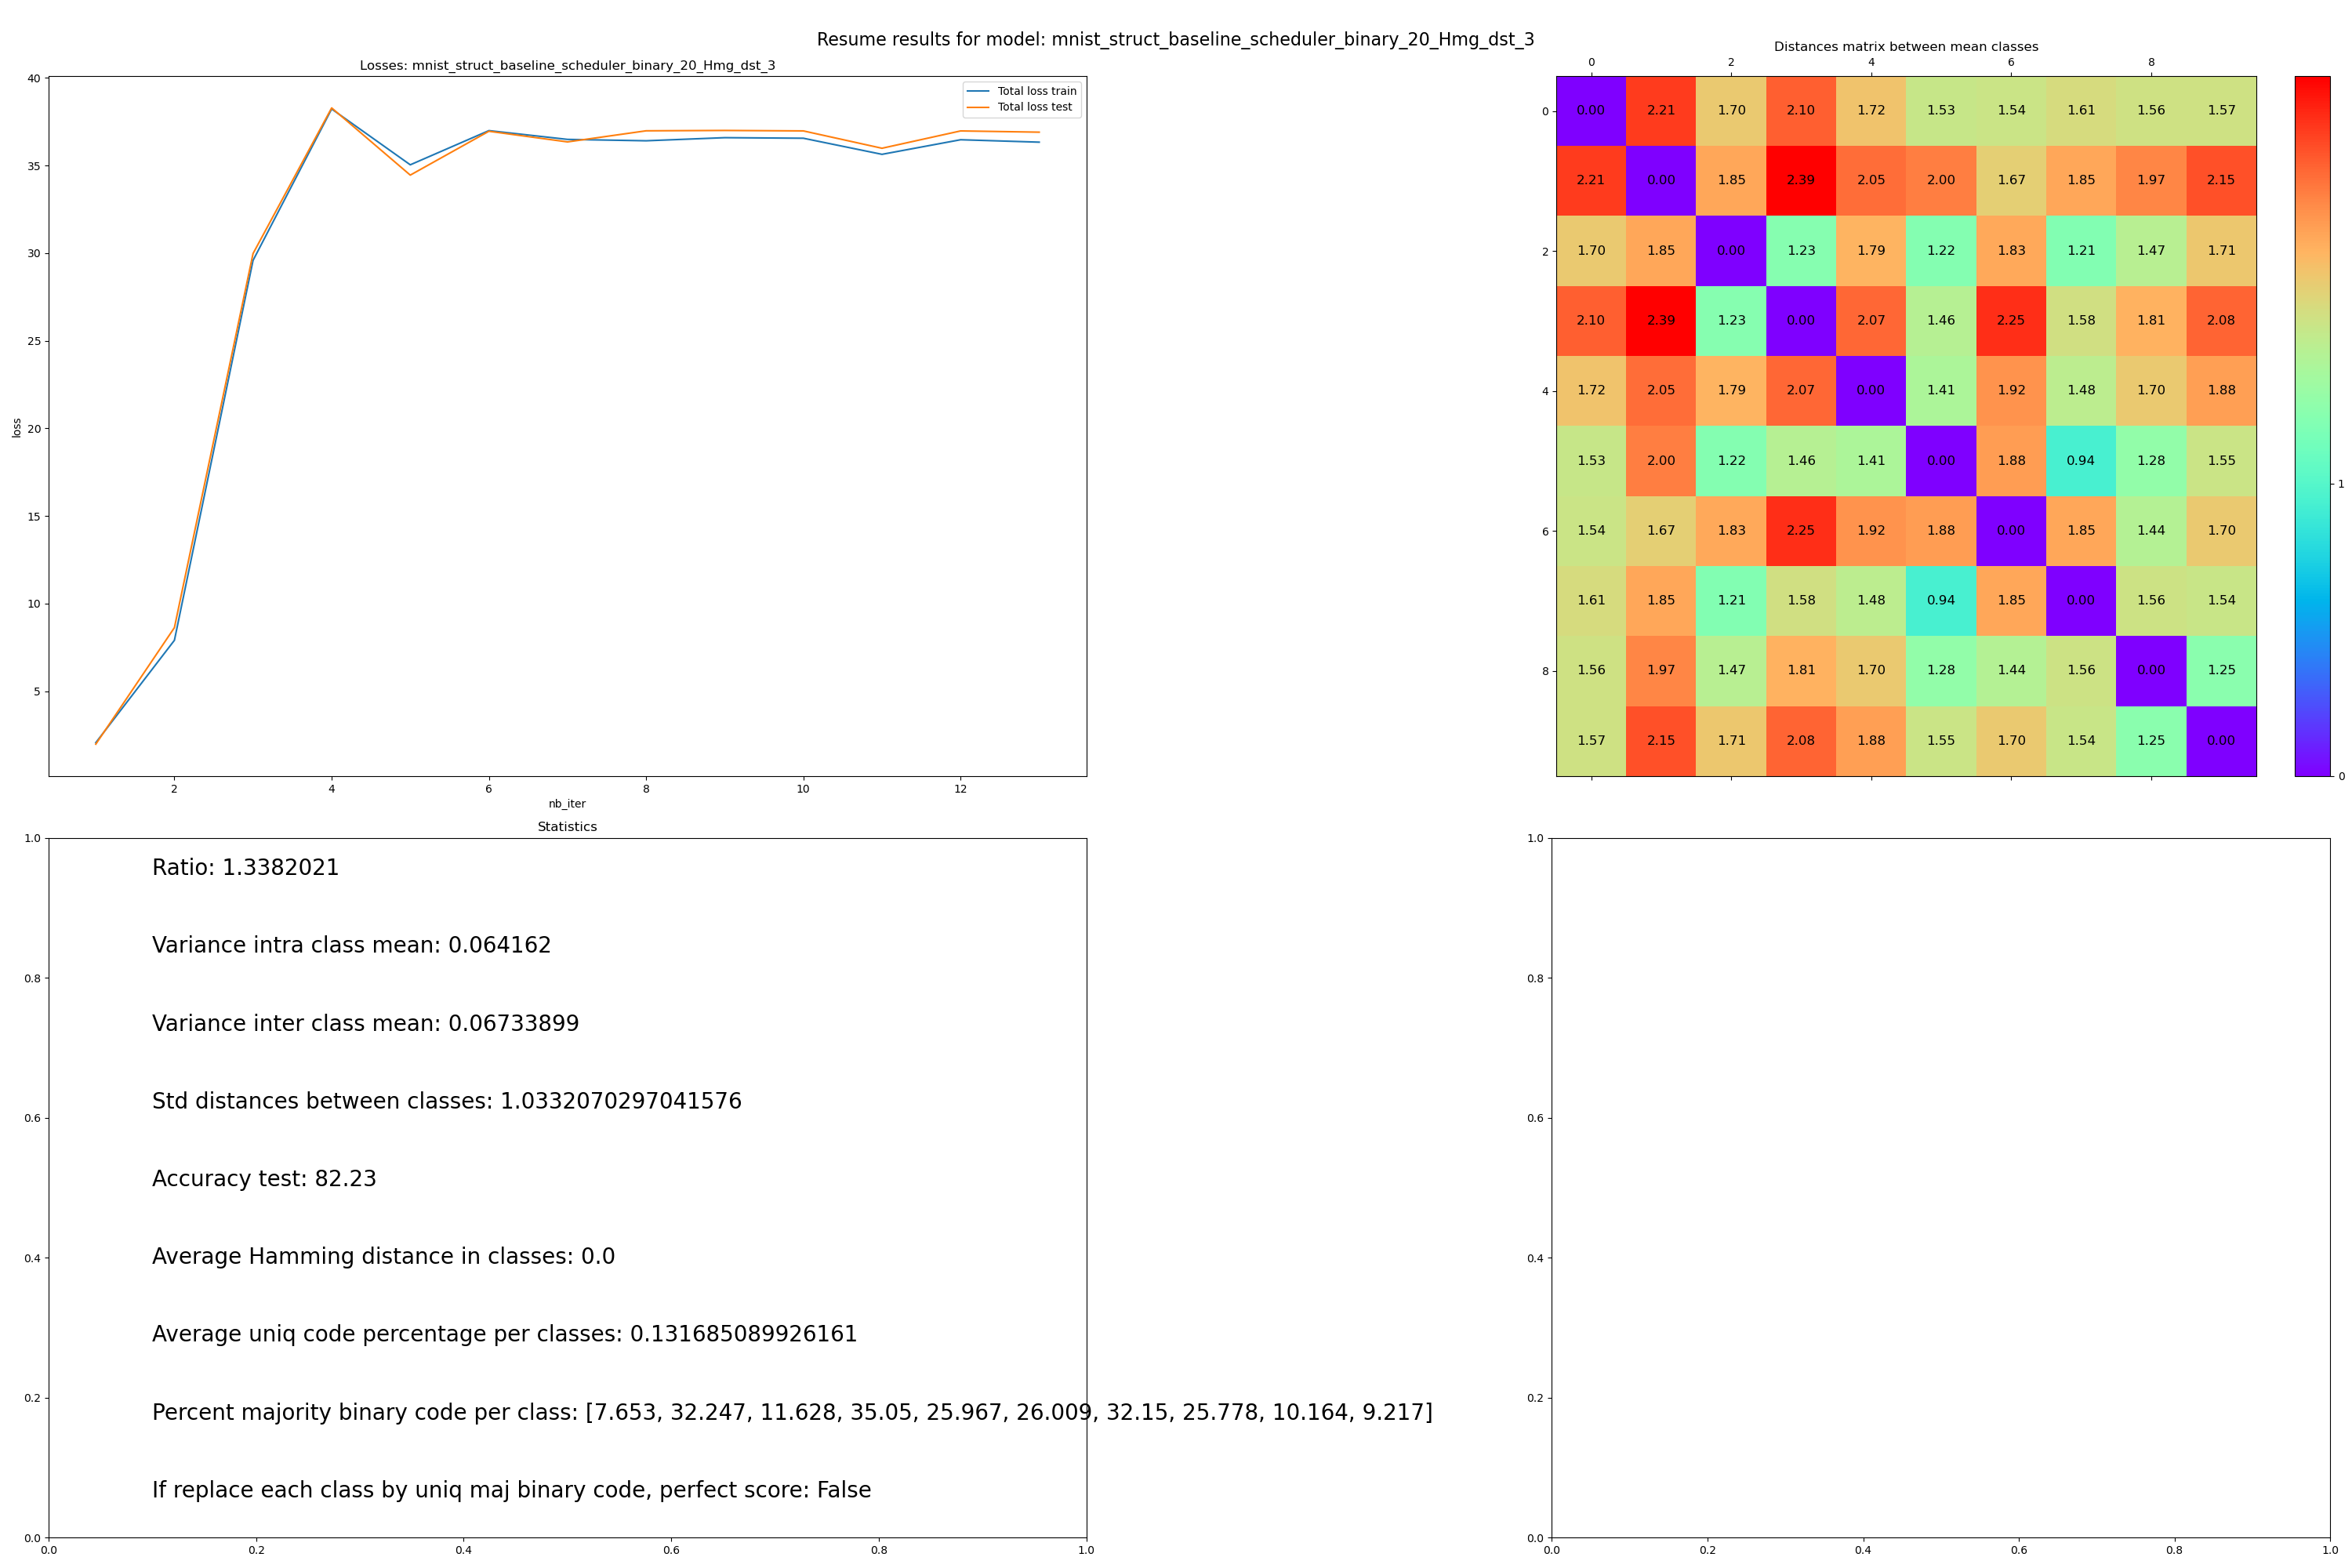 Resume results for model: mnist_struct_baseline_scheduler_binary_20_Hmg_dst_3
Losses: mnist_struct_baseline_scheduler_binary_20_Hmg_dst_3
Total loss train
Total loss test
40
35
30
25
20
15
10
5
loss
2 4 6 8 10 12
nb_iter
Distances matrix between mean classes
0 2 4 6 8
0 0.00 2.21 1.70 2.10 1.72 1.53 1.54 1.61 1.56 1.57
2.21 0.00 1.85 2.39 2.05 2.00 1.67 1.85 1.97 2.15
2 1.70 1.85 0.00 1.23 1.79 1.22 1.83 1.21 1.47 1.71
2.10 2.39 1.23 0.00 2.07 1.46 2.25 1.58 1.81 2.08
4 1.72 2.05 1.79 2.07 0.00 1.41 1.92 1.48 1.70 1.88
1.53 2.00 1.22 1.46 1.41 0.00 1.88 0.94 1.28 1.55
6 1.54 1.67 1.83 2.25 1.92 1.88 0.00 1.85 1.44 1.70
1.61 1.85 1.21 1.58 1.48 0.94 1.85 0.00 1.56 1.54
8 1.56 1.97 1.47 1.81 1.70 1.28 1.44 1.56 0.00 1.25
1.57 2.15 1.71 2.08 1.88 1.55 1.70 1.54 1.25 0.00
1
0
Statistics
1.0
0.8
0.6
0.4
0.2
0.0
Ratio: 1.3382021
Variance intra class mean: 0.064162
Variance inter class mean: 0.06733899
Std distances between classes: 1.0332070297041576
Accuracy test: 82.23
Average Hamming distance in classes: 0.0
Average uniq code percentage per classes: 0.131685089926161
Percent majority binary code per class: [7.653, 32.247, 11.628, 35.05, 25.967, 26.009, 32.15, 25.778, 10.164, 9.217]
If replace each class by uniq maj binary code, perfect score: False
0.0 0.2 0.4 0.6 0.8 1.0
1.0
0.8
0.6
0.4
0.2
0.0
0.0 0.2 0.4 0.6 0.8 1.0